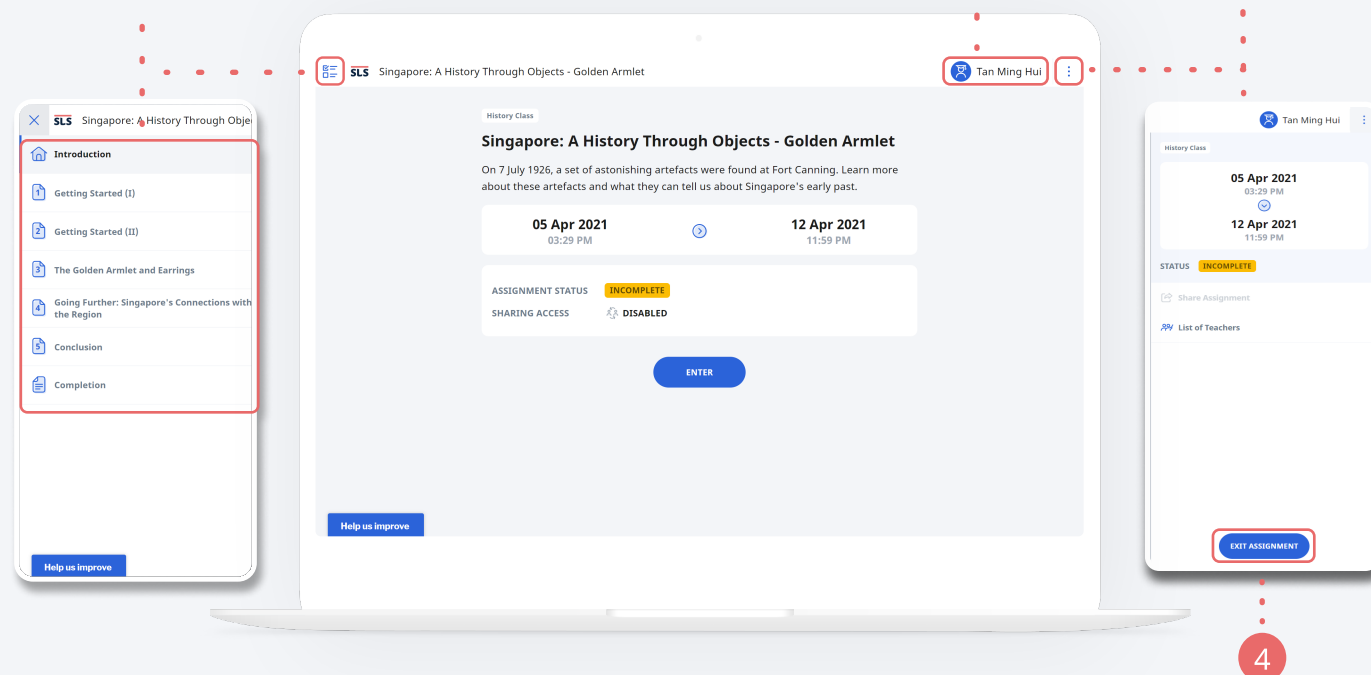 SLS Singapore: A History Through Obje
Introduction
1 Getting Started (I)
2 Getting Started (II)
3 The Golden Armlet and Earrings
4 Going Further: Singapore's Connections with
the Region
5 Conclusion
Completion
Help us improve
SLS Singapore: A History Through Objects - Golden Armlet
Tan Ming Hui
History Class
Singapore: A History Through Objects - Golden Armlet
On 7 July 1926, a set of astonishing artefacts were found at Fort Canning. Learn more
about these artefacts and what they can tell us about Singapore's early past.
05 Apr 2021
03:29 PM
12 Apr 2021
11:59 PM
ASSIGNMENT STATUS INCOMPLETE
SHARING ACCESS DISABLED
ENTER
Help us improve
Tan Ming Hui
History Class
05 Apr 2021
03:29 PM
12 Apr 2021
11:59 PM
STATUS INCOMPLETE
Share Assignment
List of Teachers
EXIT ASSIGNMENT
4